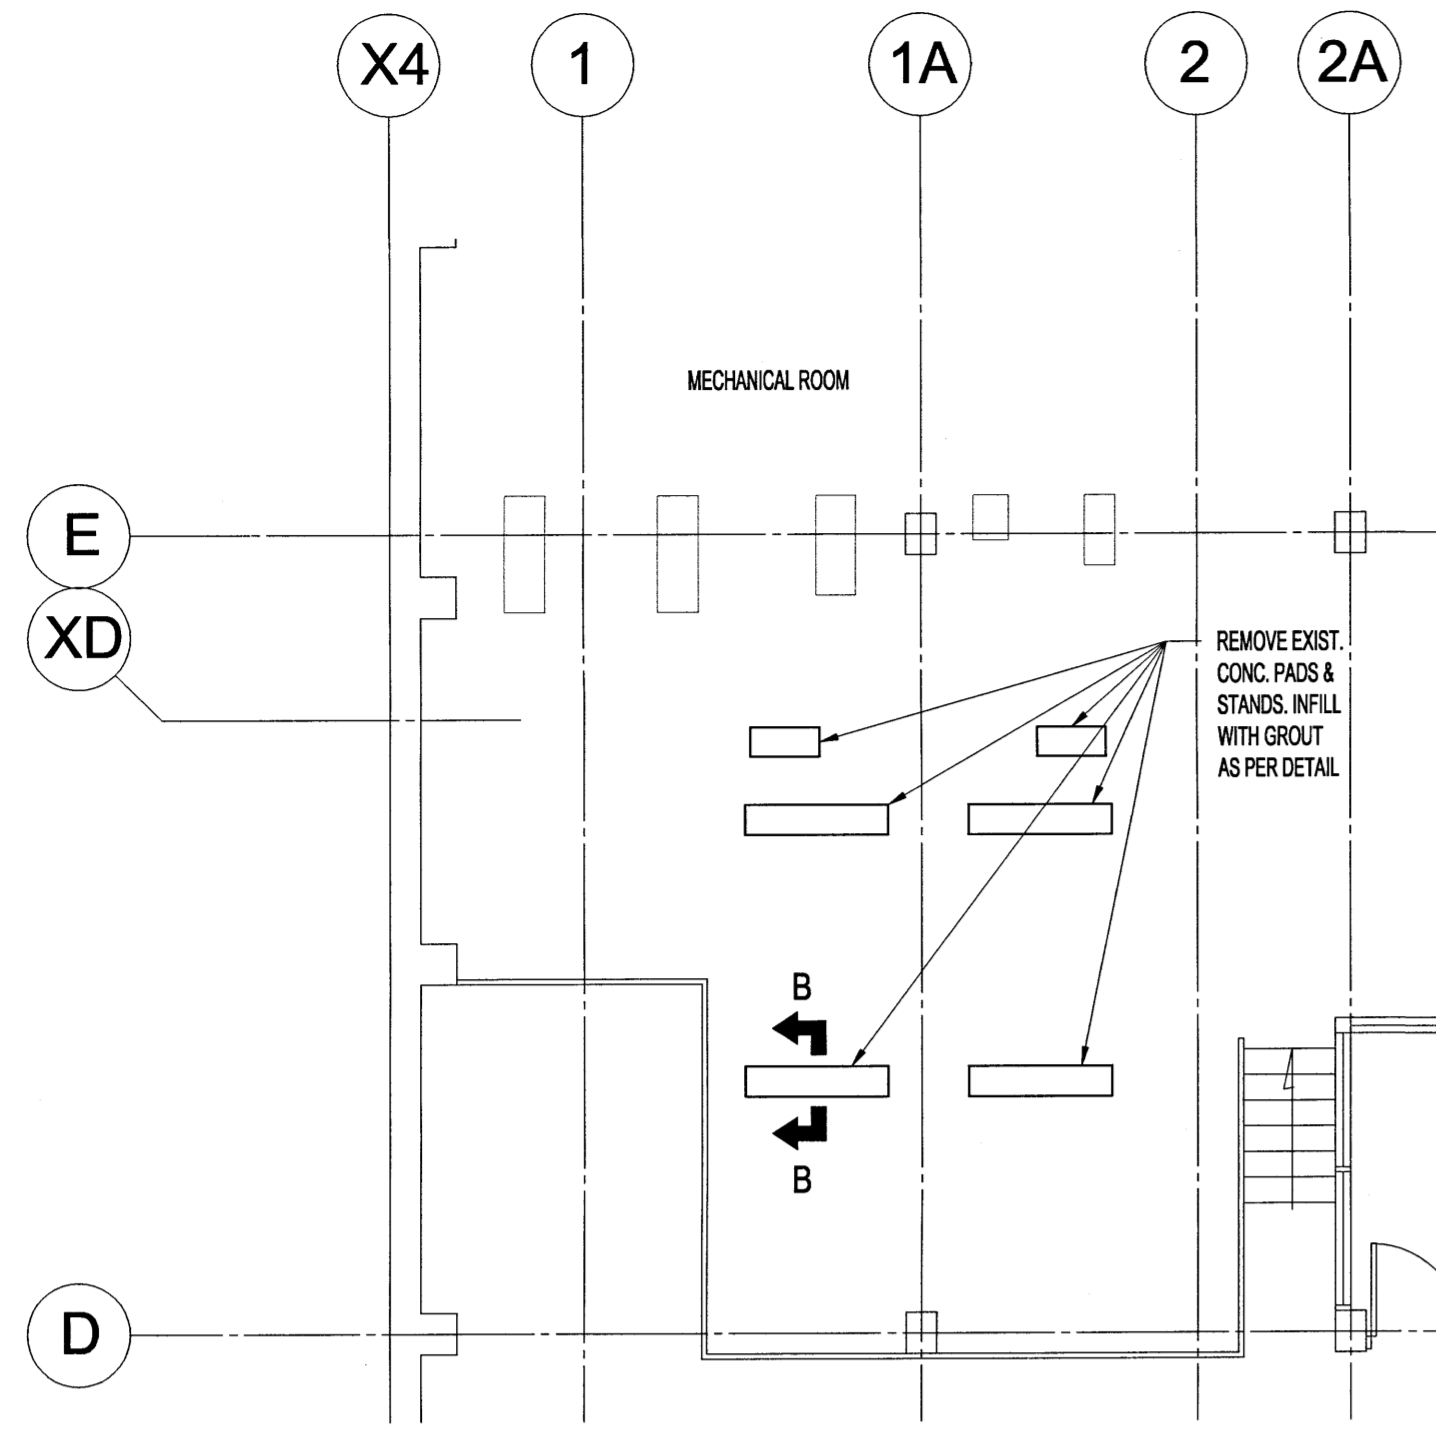 X4
1
1A
2
2A
MECHANICAL ROOM
E
XD
REMOVE EXIST.
CONC. PADS &
STANDS. INFILL
WITH GROUT
AS PER DETAIL
B
B
D